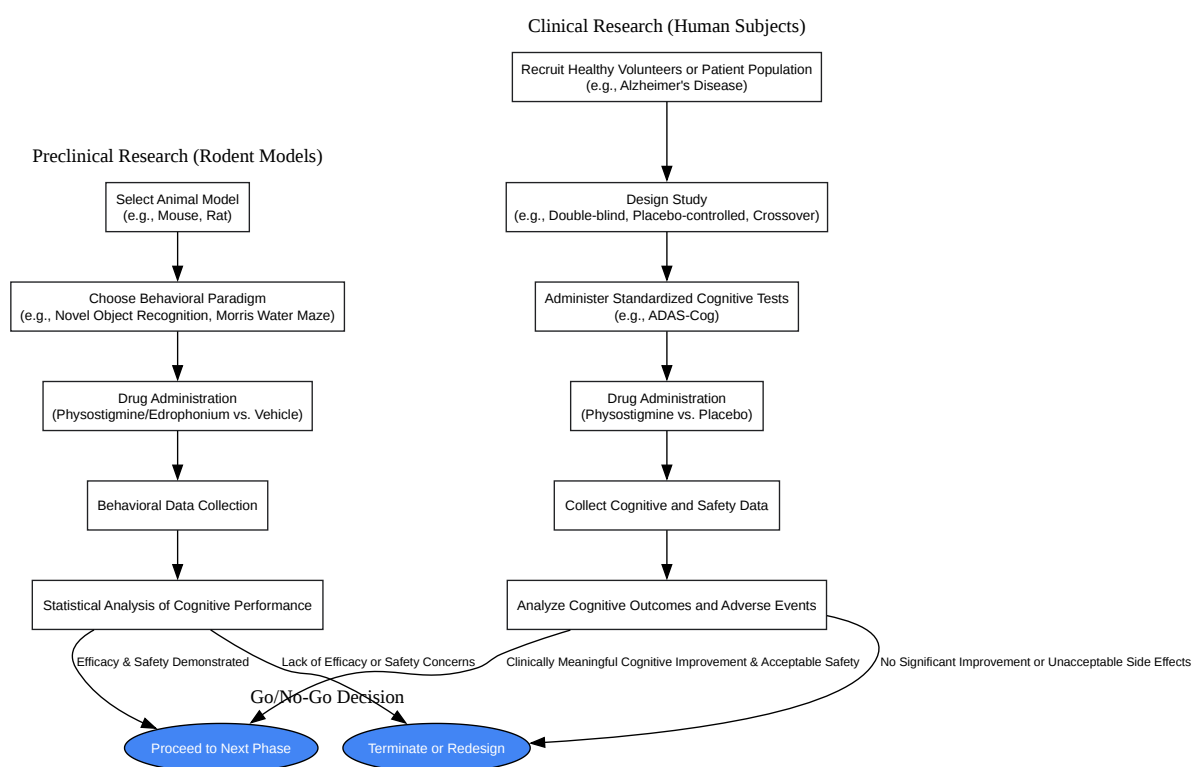 Clinical Research (Human Subjects)
Recruit Healthy Volunteers or Patient Population
(e.g., Alzheimer's Disease)
Preclinical Research (Rodent Models)
Select Animal Model
(e.g., Mouse, Rat)
Design Study
(e.g., Double-blind, Placebo-controlled, Crossover)
Choose Behavioral Paradigm
(e.g., Novel Object Recognition, Morris Water Maze)
Administer Standardized Cognitive Tests
(e.g., ADAS-Cog)
Drug Administration
(Physostigmine/Edrophonium vs. Vehicle)
Drug Administration
(Physostigmine vs. Placebo)
Behavioral Data Collection
Collect Cognitive and Safety Data
Statistical Analysis of Cognitive Performance
Analyze Cognitive Outcomes and Adverse Events
Efficacy & Safety Demonstrated
Lack of Efficacy or Safety Concerns
Clinically Meaningful Cognitive Improvement & Acceptable Safety
No Significant Improvement or Unacceptable Side Effects
Go/No-Go Decision
Proceed to Next Phase
Terminate or Redesign